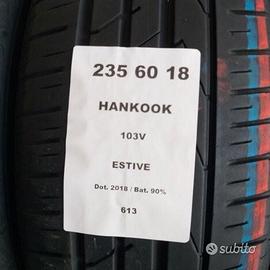 235 60 18
HANKOOK
103V
ESTIVE
Dot. 2018 / Bat. 90%
613
subito